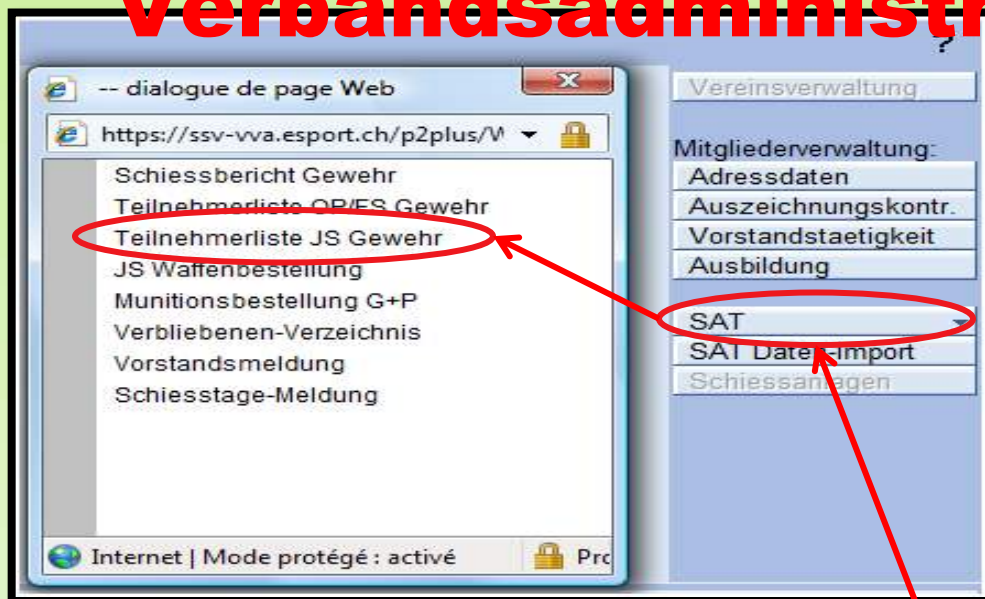 Verbandsadministr
?
-- dialogue de page Web
https://ssv-vva.esport.ch/p2plus/V
Schiessbericht Gewehr
Teilnehmerliste OP/FS Gewehr
Teilnehmerliste JS Gewehr
JS Waffenbestellung
Munitionsbestellung G+P
Verbliebenen-Verzeichnis
Vorstandsmeldung
Schiesstage-Meldung
Internet | Mode protégé : activé
Pro
Vereinsverwaltung
Mitgliederverwaltung:
Adressdaten
Auszeichnungskontr.
Vorstandstaetigkeit
Ausbildung
SAT
SAT Daten-Import
Schiessanlagen